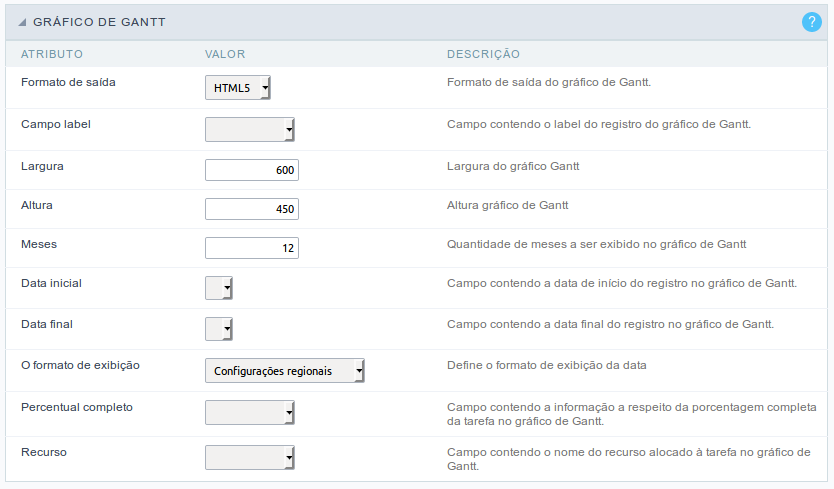 GRÁFICO DE GANTT ?
ATRIBUTO VALOR DESCRIÇÃO
Formato de saída HTML5 Formato de saída do gráfico de Gantt.
Campo label Campo contendo o label do registro do gráfico de Gantt.
Largura 600 Largura do gráfico Gantt
Altura 450 Altura gráfico de Gantt
Meses 12 Quantidade de meses a ser exibido no gráfico de Gantt
Data inicial Campo contendo a data de início do registro no gráfico de Gantt.
Data final Campo contendo a data final do registro no gráfico de Gantt.
O formato de exibição Configurações regionais Define o formato de exibição da data
Percentual completo Campo contendo a informação a respeito da porcentagem completa
da tarefa no gráfico de Gantt.
Recurso Campo contendo o nome do recurso alocado à tarefa no gráfico de
Gantt.